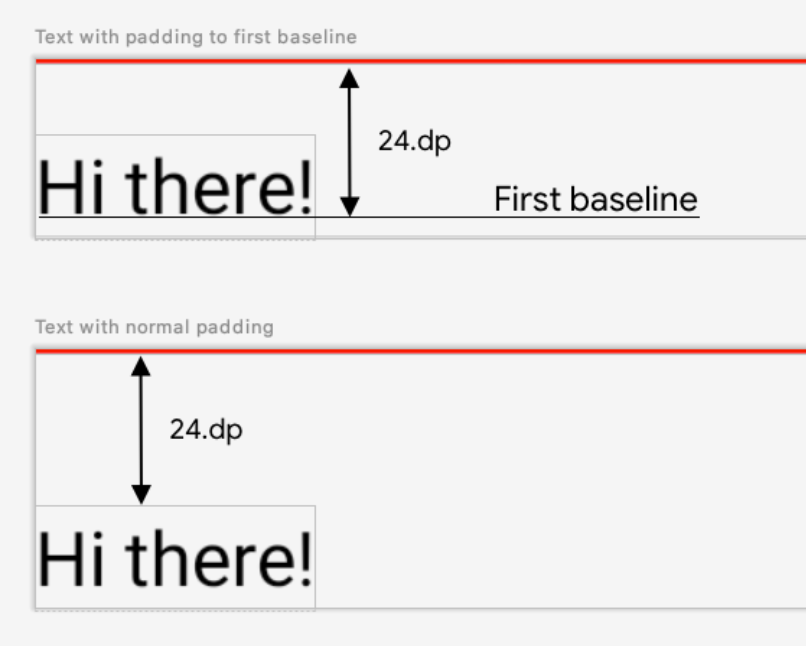 Text with padding to first baseline
24.dp
Hi there!
First baseline
Text with normal padding
24.dp
Hi there!